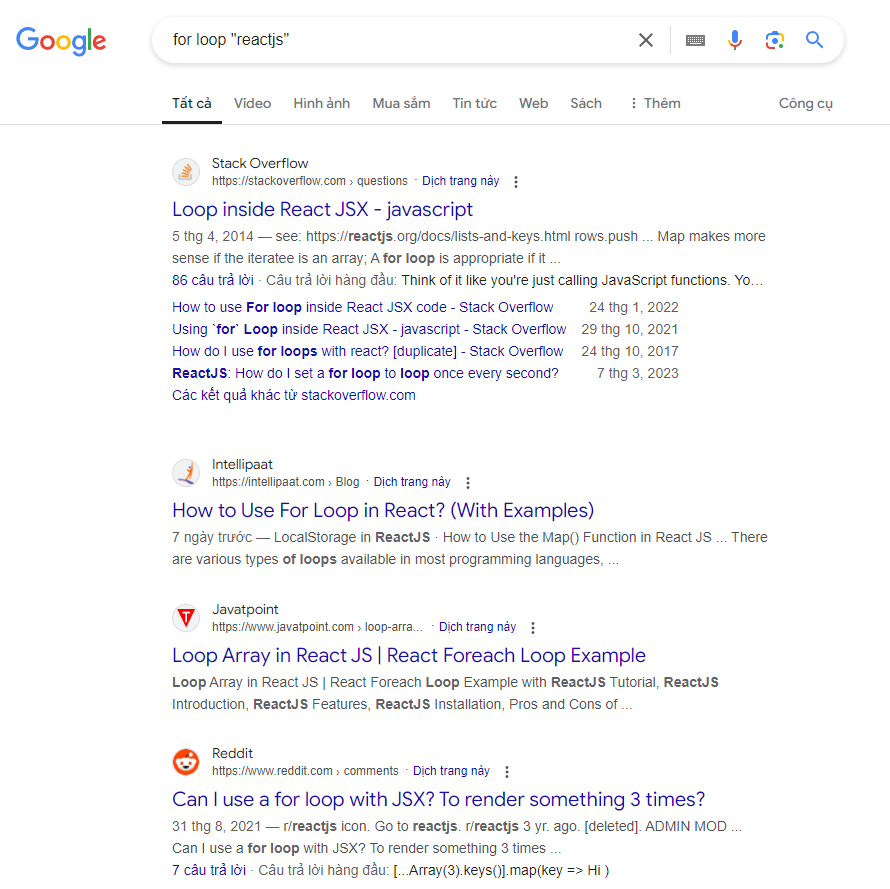 Google
for loop "reactjs"
Tất cả Video Hình ảnh Mua sắm Tin tức Web Sách Thêm Công cụ
Stack Overflow
https://stackoverflow.com › questions · Dịch trang này
Loop inside React JSX - javascript
5 thg 4, 2014 — see: https://reactjs.org/docs/lists-and-keys.html rows.push ... Map makes more
sense if the iteratee is an array; A for loop is appropriate if it ...
86 câu trả lời · Câu trả lời hàng đầu: Think of it like you're just calling JavaScript functions. Yo…
How to use For loop inside React JSX code - Stack Overflow 24 thg 1, 2022
Using `for` Loop inside React JSX - javascript - Stack Overflow 29 thg 10, 2021
How do I use for loops with react? [duplicate] - Stack Overflow 24 thg 10, 2017
ReactJS: How do I set a for loop to loop once every second? 7 thg 3, 2023
Các kết quả khác từ stackoverflow.com
Intellipaat
https://intellipaat.com › Blog · Dịch trang này
How to Use For Loop in React? (With Examples)
7 ngày trước — LocalStorage in ReactJS · How to Use the Map() Function in React JS ... There
are various types of loops available in most programming languages, ...
Javatpoint
https://www.javatpoint.com › loop-arra... · Dịch trang này
Loop Array in React JS | React Foreach Loop Example
Loop Array in React JS | React Foreach Loop Example with ReactJS Tutorial, ReactJS
Introduction, ReactJS Features, ReactJS Installation, Pros and Cons of ...
Reddit
https://www.reddit.com › comments · Dịch trang này
Can I use a for loop with JSX? To render something 3 times?
31 thg 8, 2021 — r/reactjs icon. Go to reactjs. r/reactjs 3 yr. ago. [deleted]. ADMIN MOD ...
Can I use a for loop with JSX? To render something 3 times ...
7 câu trả lời · Câu trả lời hàng đầu: [...Array(3).keys()].map(key => Hi )